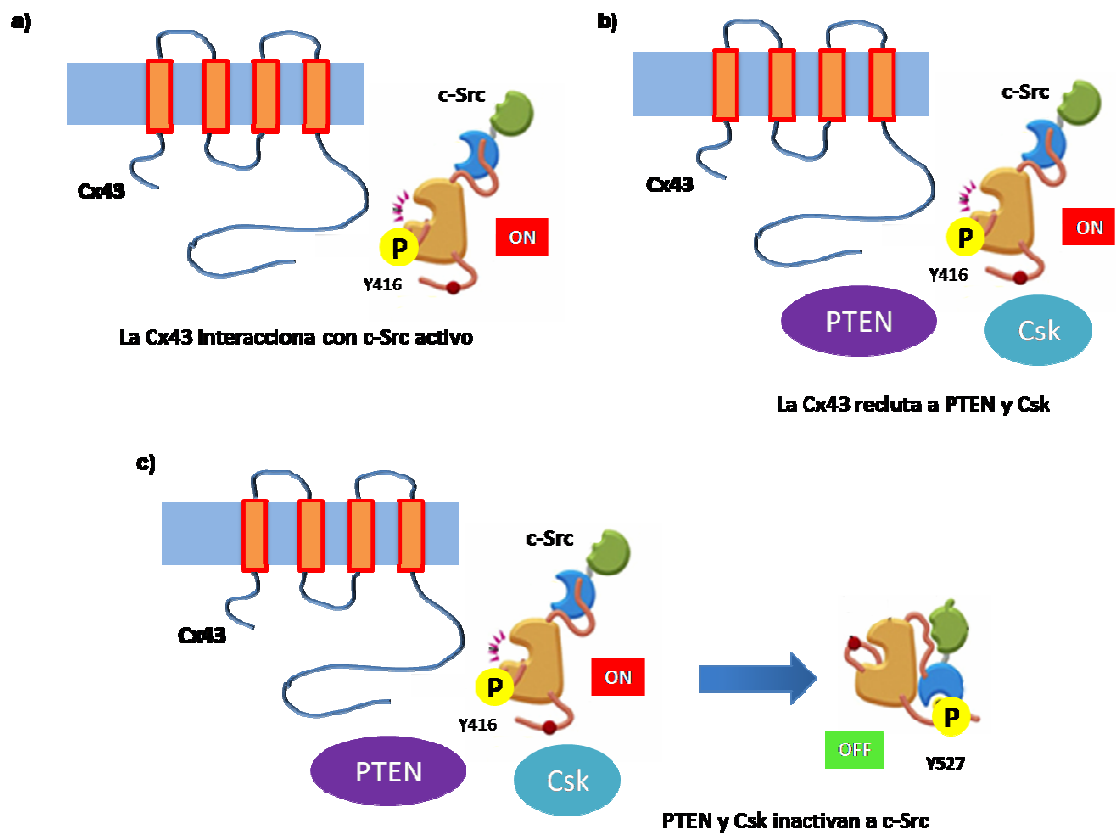 a)
c-Src
Cx43
P
ON
Y416
La Cx43 interacciona con c-Src activo
b)
c-Src
Cx43
P
ON
Y416
PTEN
Csk
La Cx43 recluta a PTEN y Csk
c)
c-Src
Cx43
P
ON
Y416
PTEN
Csk
P
OFF
Y527
PTEN y Csk inactivan a c-Src